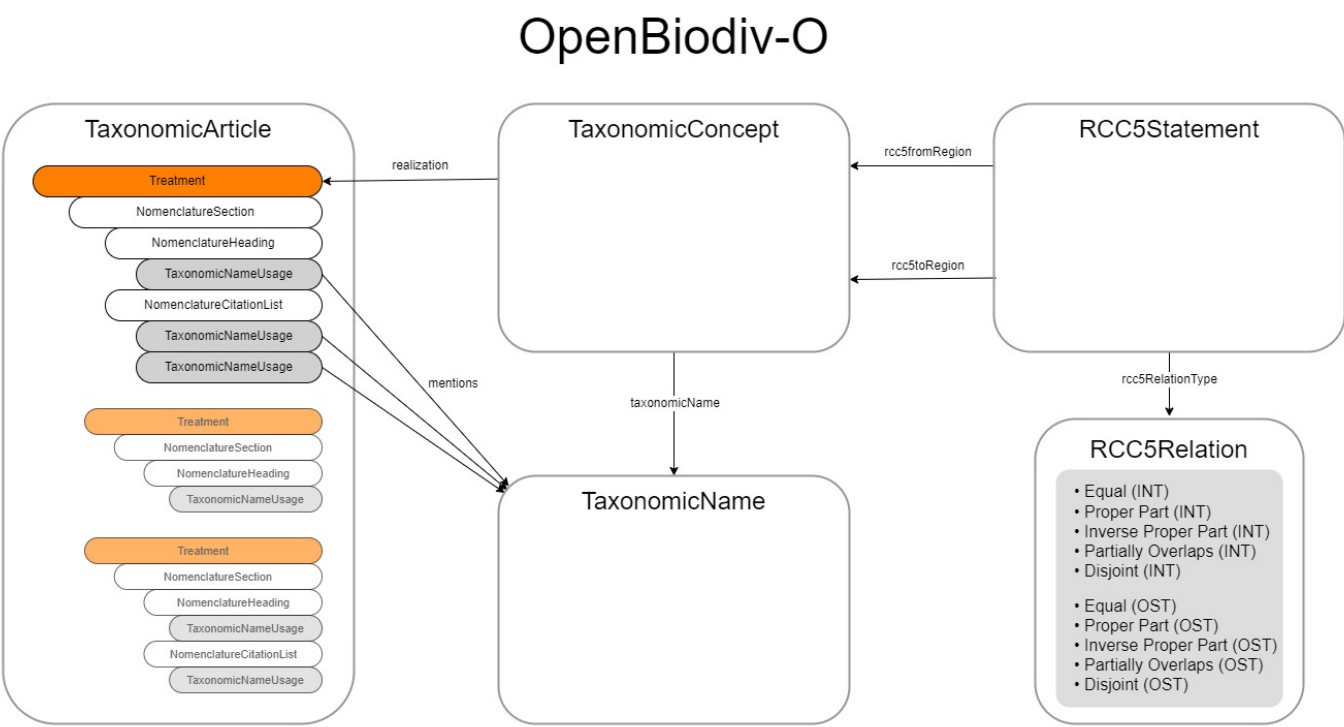 OpenBiodiv-O
TaxonomicArticle
Treatment
NomenclatureSection
NomenclatureHeading
TaxonomicNameUsage
NomenclatureCitationList
TaxonomicNameUsage
TaxonomicNameUsage
Treatment
NomenclatureSection
NomenclatureHeading
TaxonomicNameUsage
Treatment
NomenclatureSection
NomenclatureHeading
TaxonomicNameUsage
NomenclatureCitationList
TaxonomicNameUsage
realization
mentions
TaxonomicConcept
taxonomicName
TaxonomicName
rcc5fromRegion
rcc5toRegion
RCC5Statement
rcc5RelationType
RCC5Relation
• Equal (INT)
• Proper Part (INT)
• Inverse Proper Part (INT)
• Partially Overlaps (INT)
• Disjoint (INT)
• Equal (OST)
• Proper Part (OST)
• Inverse Proper Part (OST)
• Partially Overlaps (OST)
• Disjoint (OST)